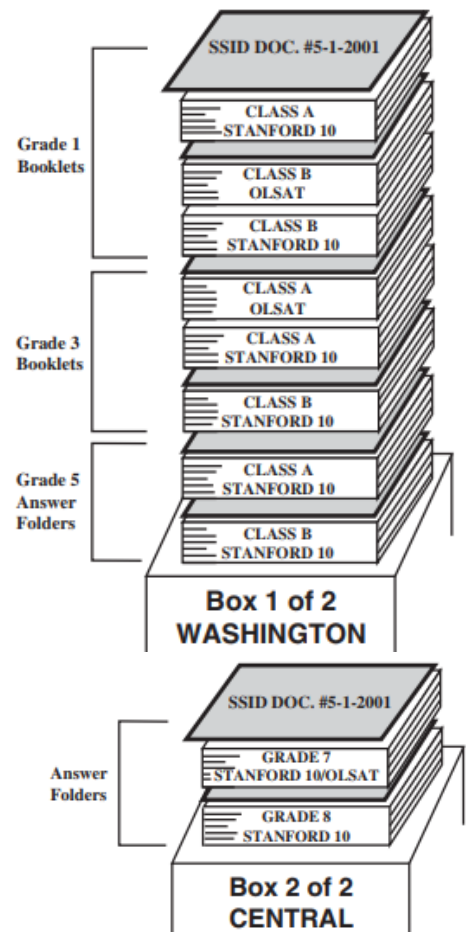 SSID DOC. #5-1-2001
Grade 1
Booklets
CLASS A
STANFORD 10
CLASS B
OLSAT
CLASS B
STANFORD 10
Grade 3
Booklets
CLASS A
OLSAT
CLASS A
STANFORD 10
CLASS B
STANFORD 10
Grade 5
Answer
Folders
CLASS A
STANFORD 10
CLASS B
STANFORD 10
Box 1 of 2
WASHINGTON
SSID DOC. #5-1-2001
Answer
Folders
GRADE 7
STANFORD 10/OLSAT
GRADE 8
STANFORD 10
Box 2 of 2
CENTRAL